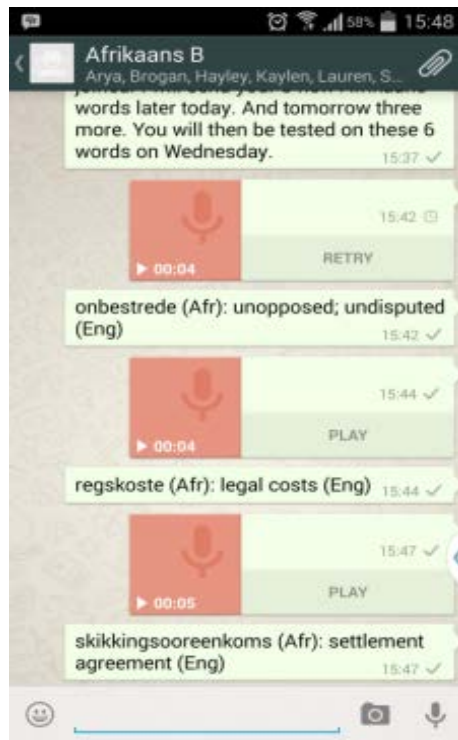 58% 15:48
Afrikaans B
Arya, Brogan, Hayley, Kaylen, Lauren, S...
words later today. And tomorrow three
more. You will then be tested on these 6
words on Wednesday. 15:37
15:42
RETRY
00:04
onbestrede (Afr): unopposed; undisputed
(Eng) 15:42
15:44
PLAY
00:04
regskoste (Afr): legal costs (Eng) 15:44
15:47
PLAY
00:05
skikkingsooreenkoms (Afr): settlement
agreement (Eng) 15:47